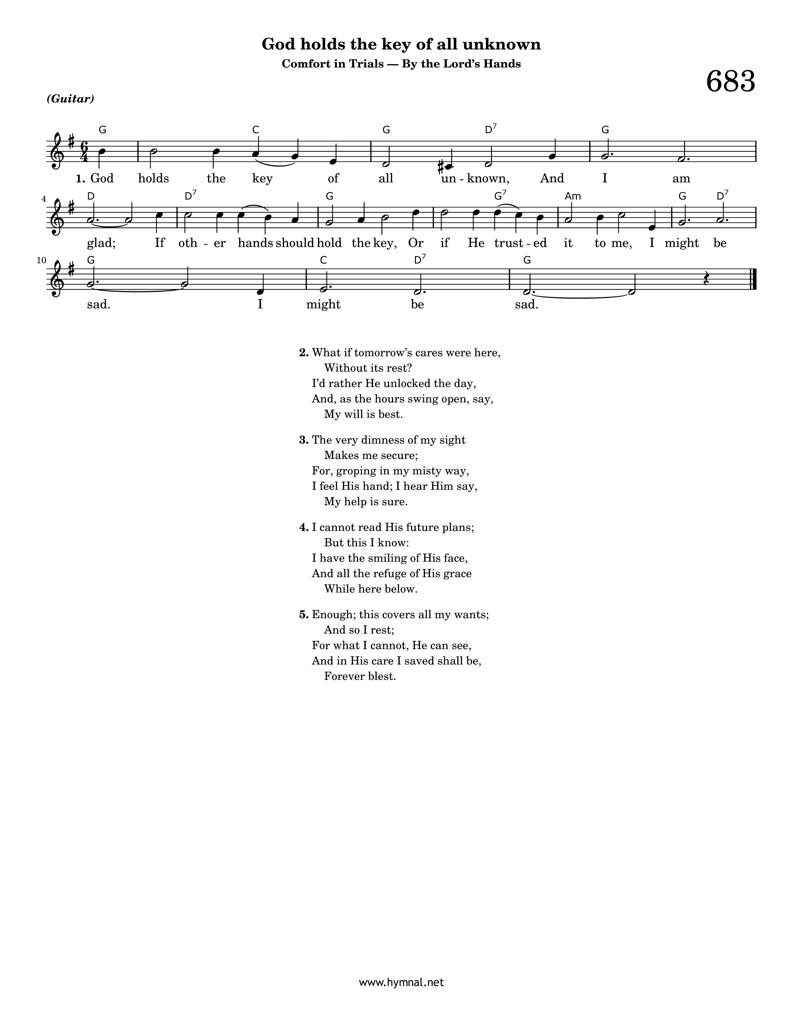 God holds the key of all unknown
Comfort in Trials — By the Lord's Hands
683
(Guitar)
G C G D7 G
1. God holds the key of all un - known, And I am
4 D D7 G G7 Am G D7
glad; If oth - er hands should hold the key, Or if He trust - ed it to me, I might be
10 G C D7 G
sad. I might be sad.
2. What if tomorrow's cares were here,
Without its rest?
I'd rather He unlocked the day,
And, as the hours swing open, say,
My will is best.
3. The very dimness of my sight
Makes me secure;
For, groping in my misty way,
I feel His hand; I hear Him say,
My help is sure.
4. I cannot read His future plans;
But this I know:
I have the smiling of His face,
And all the refuge of His grace
While here below.
5. Enough; this covers all my wants;
And so I rest;
For what I cannot, He can see,
And in His care I saved shall be,
Forever blest.
www.hymnal.net